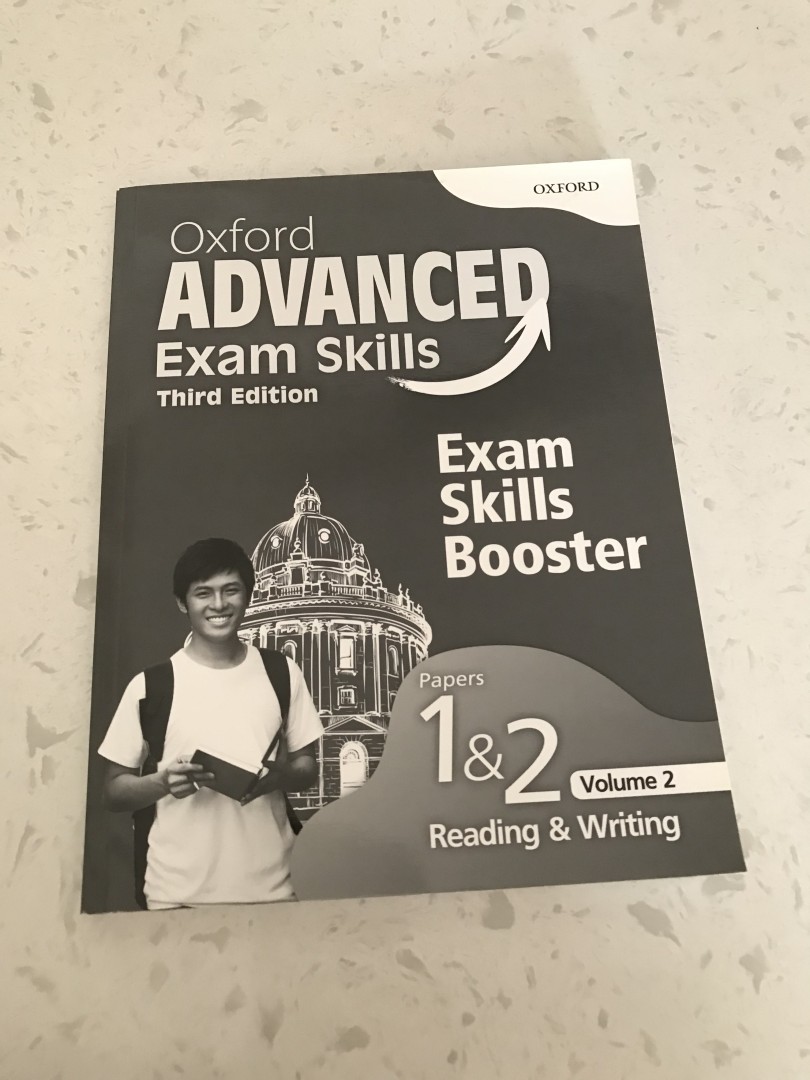 OXFORD
Oxford
ADVANCED
Exam Skills
Third Edition
Exam
Skills
Booster
Papers
1&2
Volume 2
Reading & Writing